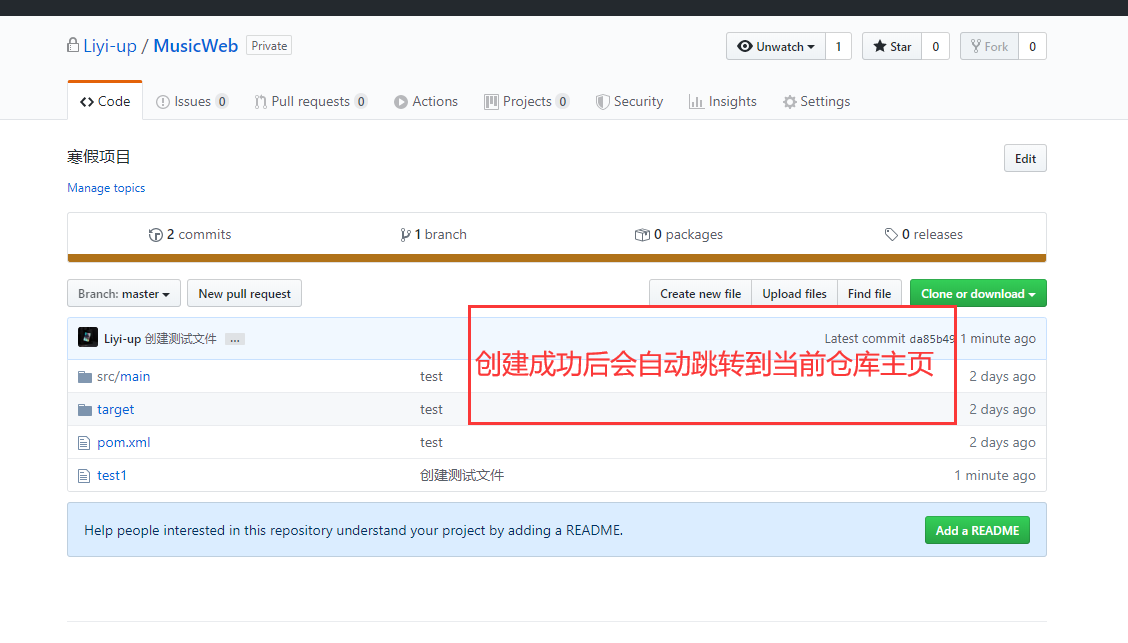 Liyi-up / MusicWeb Private Unwatch 1 Star 0 Fork 0
Code Issues 0 Pull requests 0 Actions Projects 0 Security Insights Settings
寒假项目 Edit
Manage topics
2 commits 1 branch 0 packages 0 releases
Branch: master New pull request Create new file Upload files Find file Clone or download
Liyi-up 创建测试文件 ... Latest commit da85b49 1 minute ago
创建成功后会自动跳转到当前仓库主页
src/main test 2 days ago
target test 2 days ago
pom.xml test 2 days ago
test1 创建测试文件 1 minute ago
Help people interested in this repository understand your project by adding a README. Add a README